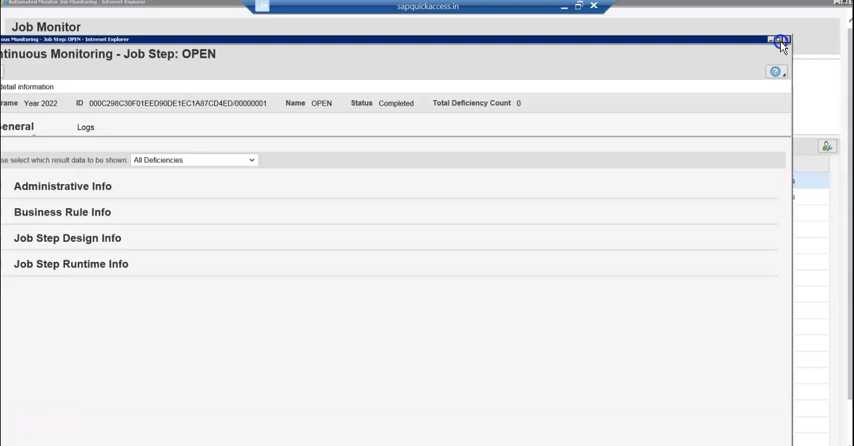 Automated Monitor Job Monitoring - Internet Explorer
sapquickaccess.in
Job Monitor
ous Monitoring - Job Step: OPEN - Internet Explorer
ntinuous Monitoring - Job Step: OPEN
detail information
rame Year 2022 ID 000C298C30F01EED90DE1EC1A87CD4ED/00000001 Name OPEN Status Completed Total Deficiency Count 0
General Logs
se select which result data to be shown: All Deficiencies
Administrative Info
Business Rule Info
Job Step Design Info
Job Step Runtime Info